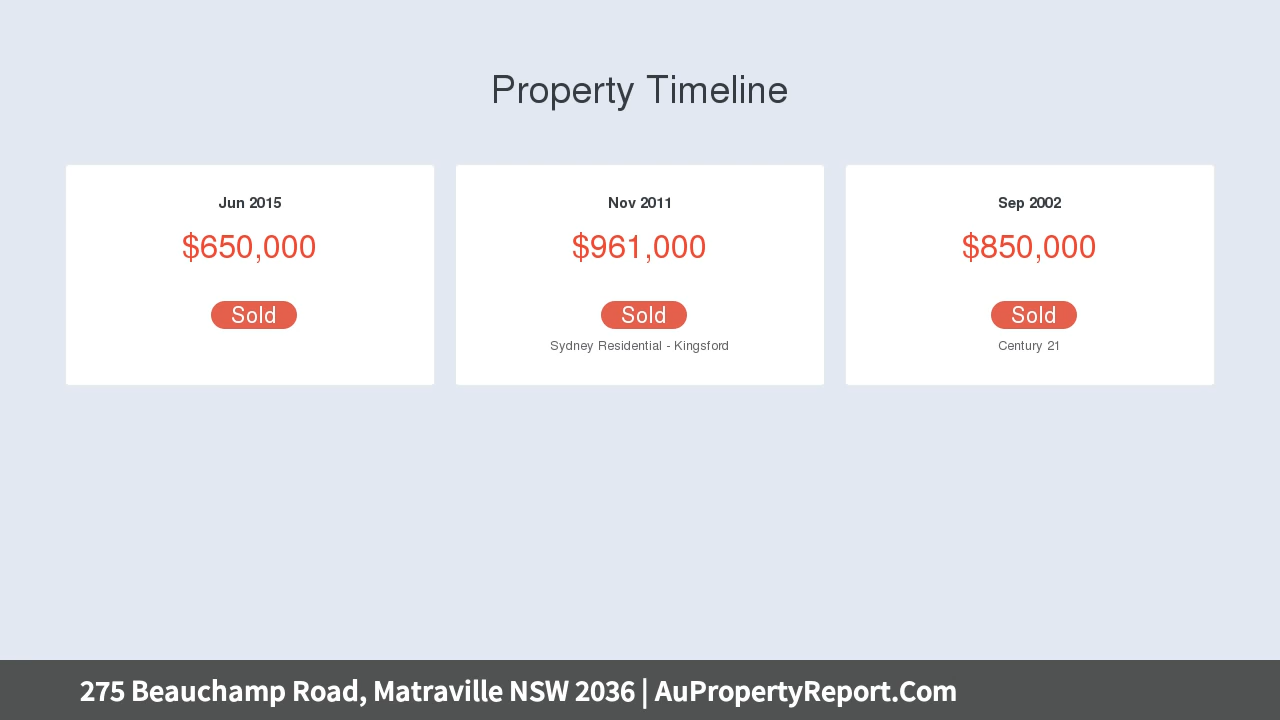 Property Timeline
Jun 2015
$650,000
Sold
Nov 2011
$961,000
Sold
Sydney Residential - Kingsford
Sep 2002
$850,000
Sold
Century 21
275 Beauchamp Road, Matraville NSW 2036 | AuPropertyReport.Com